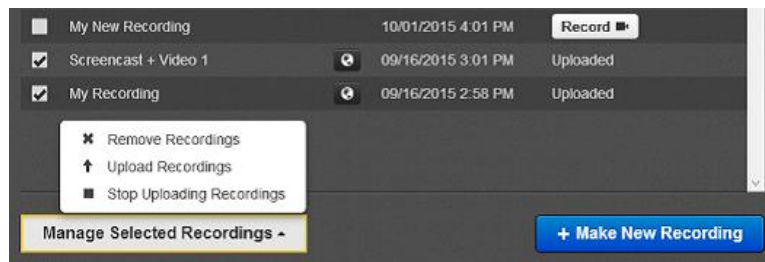 My New Recording 10/01/2015 4:01 PM Record
Screencast + Video 1 09/16/2015 3:01 PM Uploaded
My Recording 09/16/2015 2:58 PM Uploaded
Remove Recordings
Upload Recordings
Stop Uploading Recordings
Manage Selected Recordings + Make New Recording